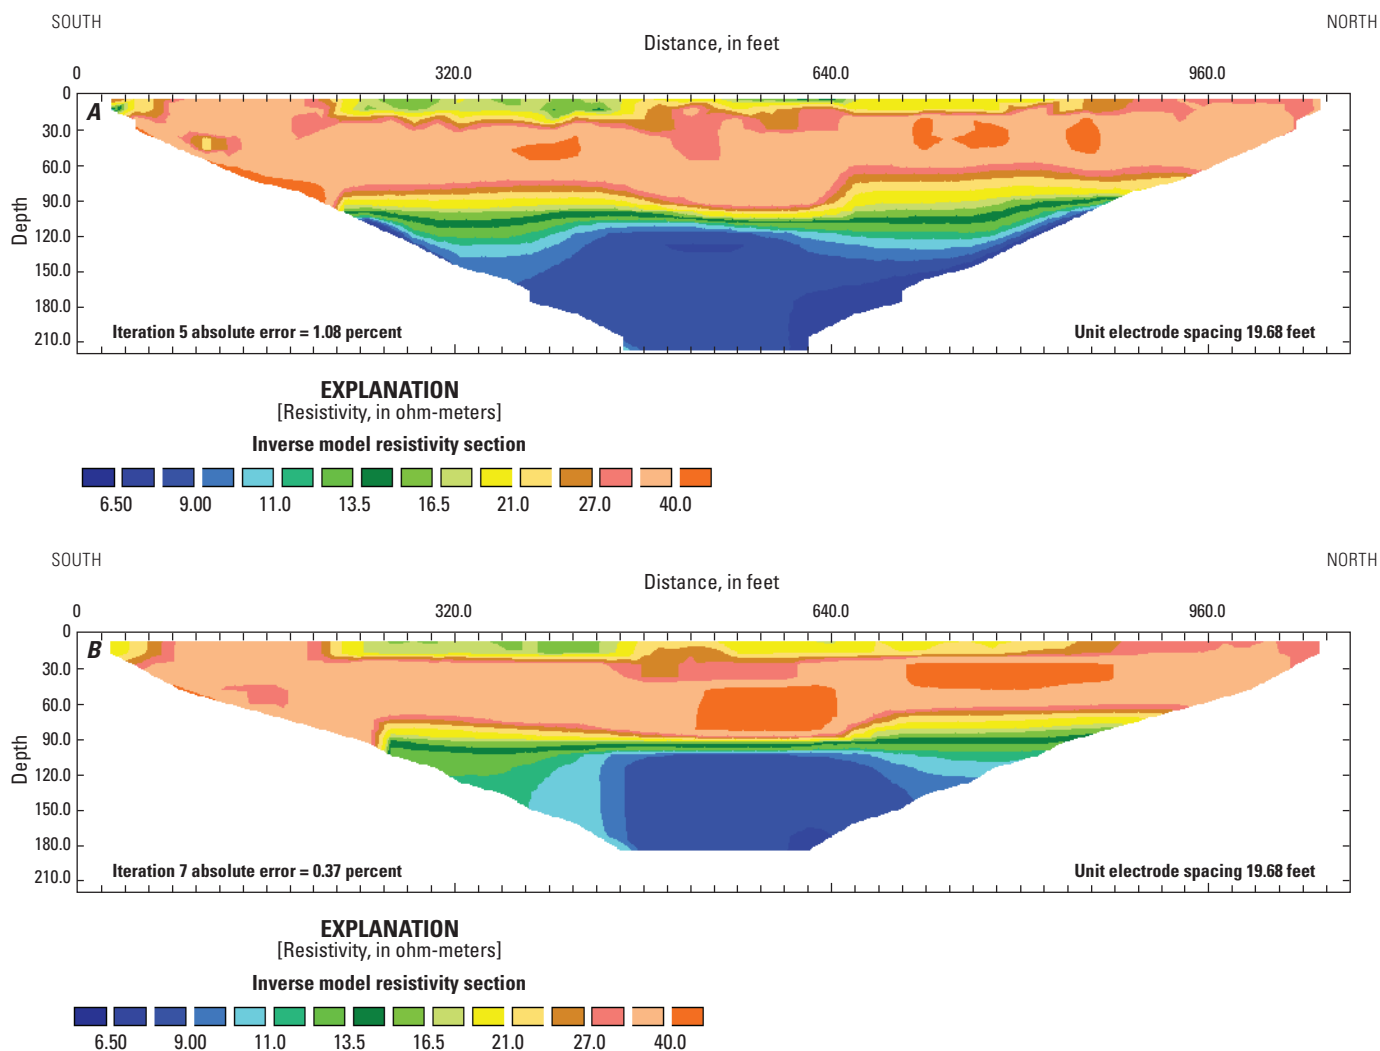 SOUTH
NORTH
Distance, in feet
0 320.0 640.0 960.0
A
Depth
0
30.0
60.0
90.0
120.0
150.0
180.0
210.0
Iteration 5 absolute error = 1.08 percent
Unit electrode spacing 19.68 feet
EXPLANATION
[Resistivity, in ohm-meters]
Inverse model resistivity section
6.50 9.00 11.0 13.5 16.5 21.0 27.0 40.0
SOUTH
NORTH
Distance, in feet
0 320.0 640.0 960.0
B
Depth
0
30.0
60.0
90.0
120.0
150.0
180.0
210.0
Iteration 7 absolute error = 0.37 percent
Unit electrode spacing 19.68 feet
EXPLANATION
[Resistivity, in ohm-meters]
Inverse model resistivity section
6.50 9.00 11.0 13.5 16.5 21.0 27.0 40.0